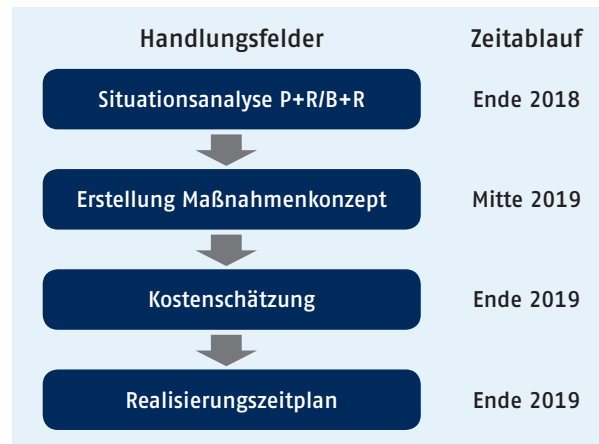 Handlungsfelder Zeitablauf
Situationsanalyse P+R/B+R Ende 2018
Erstellung Maßnahmenkonzept Mitte 2019
Kostenschätzung Ende 2019
Realisierungszeitplan Ende 2019